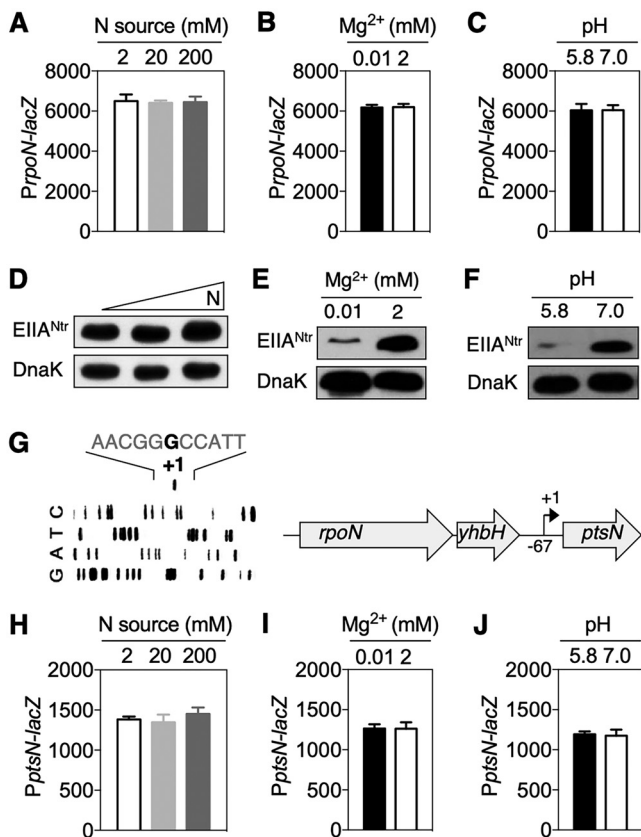 A
N source (mM)
2 20 200
PrpoN-lacZ
8000
6000
4000
2000
0
B
Mg²⁺ (mM)
0.01 2
PrpoN-lacZ
8000
6000
4000
2000
0
C
pH
5.8 7.0
PrpoN-lacZ
8000
6000
4000
2000
0
D
N
EIIAᴺᵗʳ
DnaK
E
Mg²⁺ (mM)
0.01 2
EIIAᴺᵗʳ
DnaK
F
pH
5.8 7.0
EIIAᴺᵗʳ
DnaK
G
AACGGGCCATT
+1
C
T
A
G
rpoN
yhbH
+1
-67
ptsN
H
N source (mM)
2 20 200
PptsN-lacZ
2000
1500
1000
500
0
I
Mg²⁺ (mM)
0.01 2
PptsN-lacZ
2000
1500
1000
500
0
J
pH
5.8 7.0
PptsN-lacZ
2000
1500
1000
500
0